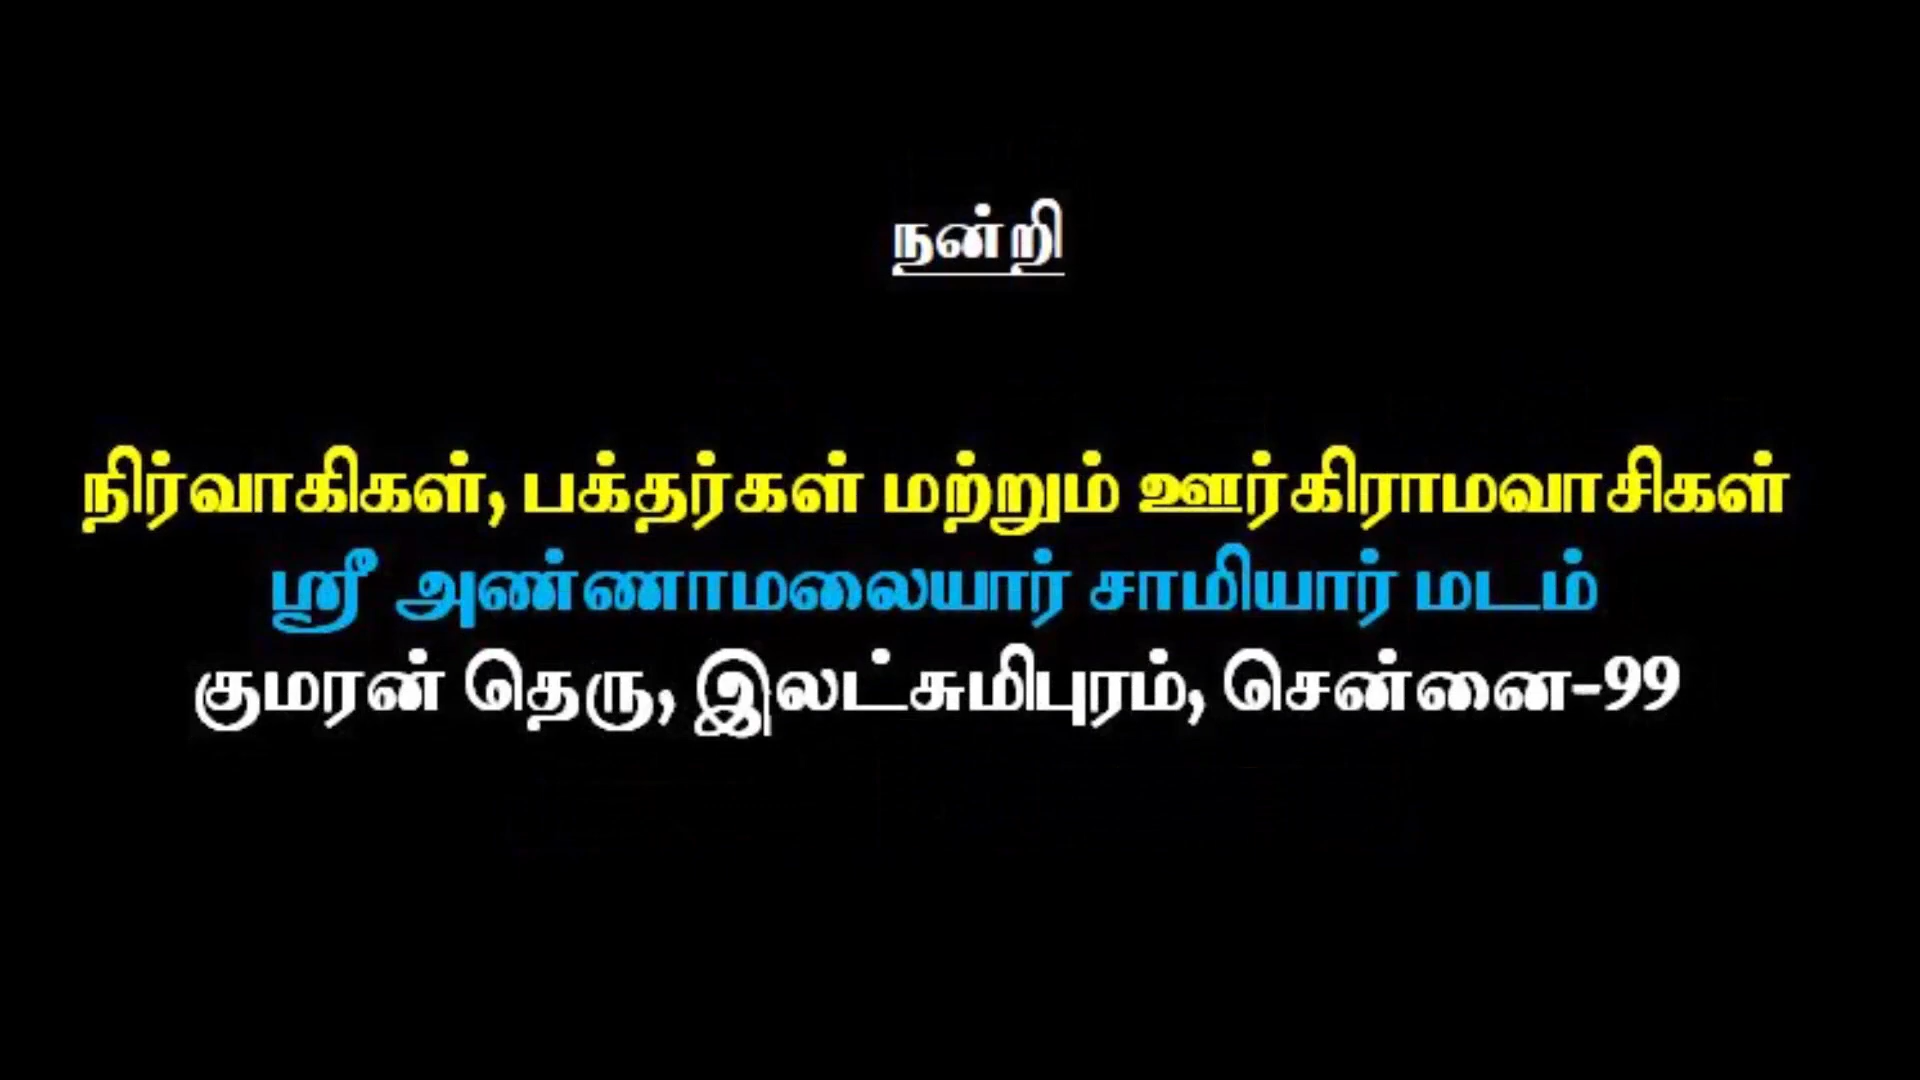 நன்றி
நிர்வாகிகள், பக்தர்கள் மற்றும் ஊர்கிராமவாசிகள்
ஸ்ரீ அண்ணாமலையார் சாமியார் மடம்
குமரன் தெரு, இலட்சுமிபுரம், சென்னை-99